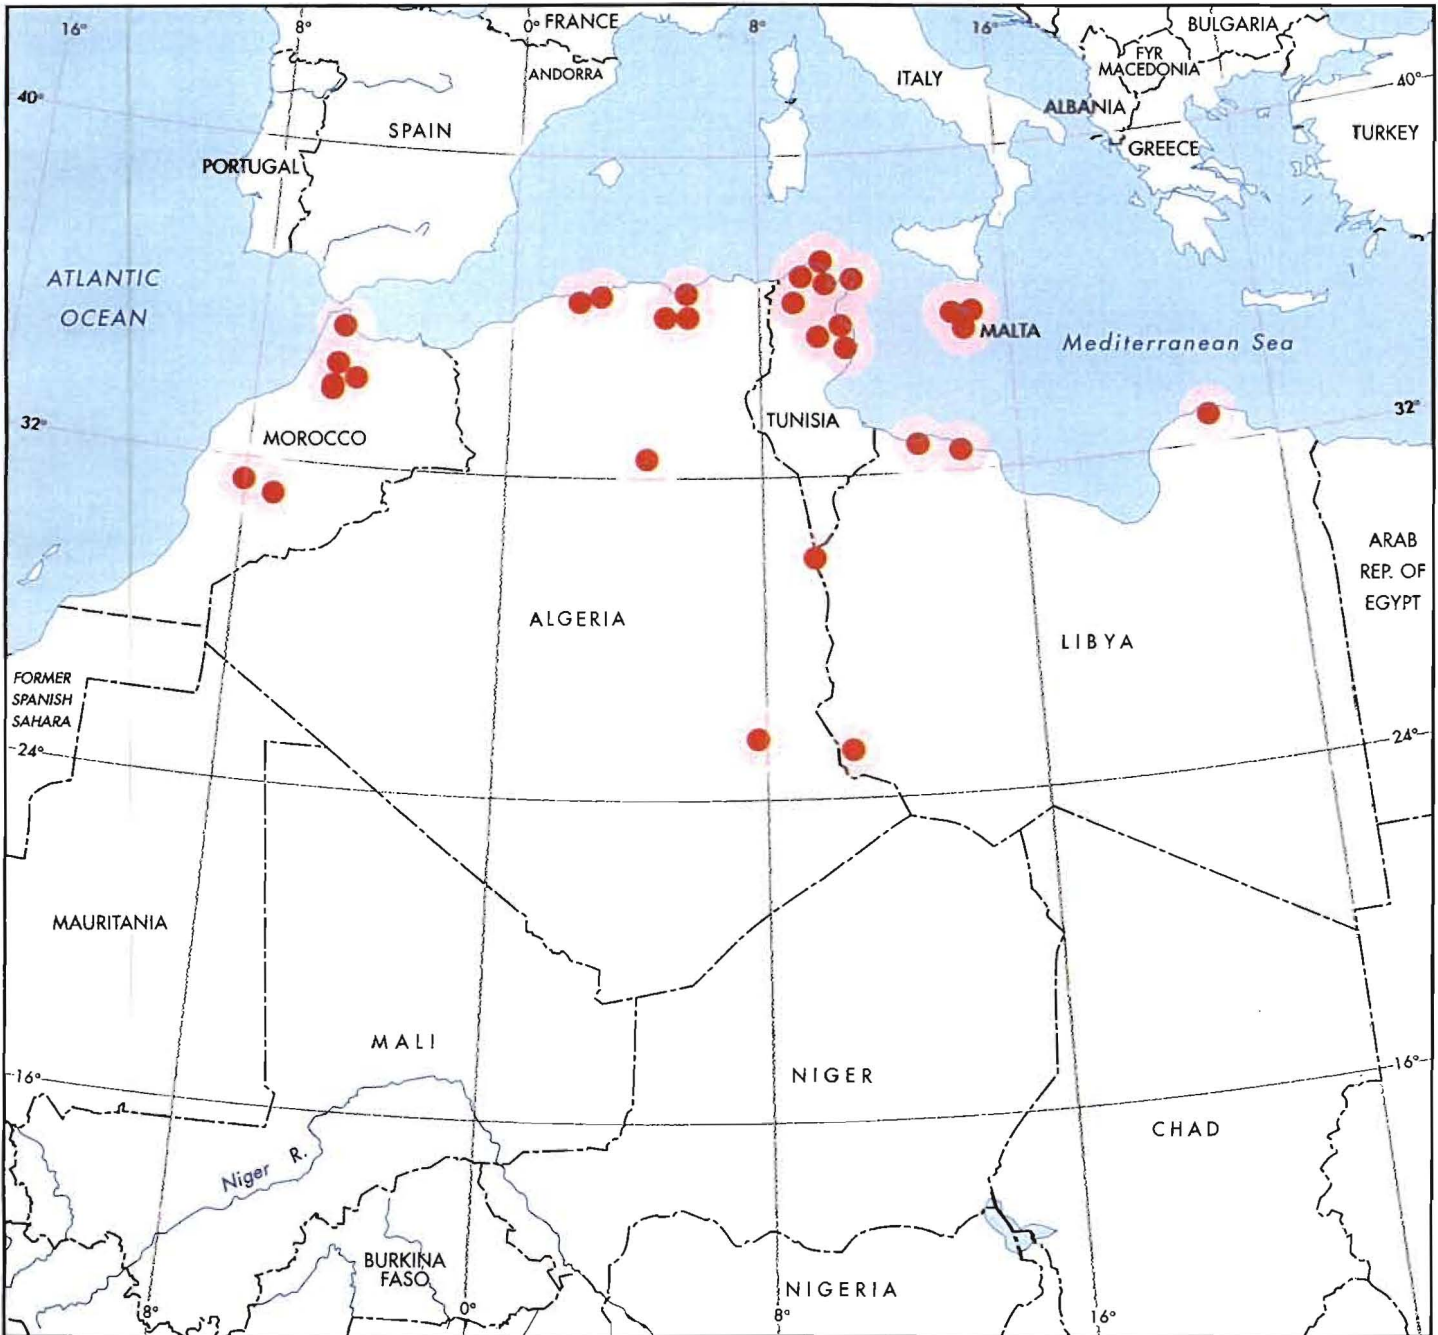 16°
8°
0°
FRANCE
8°
16°
BULGARIA
ANDORRA
ITALY
FYR
MACEDONIA
40°
40°
SPAIN
ALBANIA
TURKEY
PORTUGAL
GREECE
ATLANTIC
OCEAN
MALTA
Mediterranean Sea
32°
32°
MOROCCO
TUNISIA
ARAB
REP. OF
EGYPT
ALGERIA
LIBYA
FORMER
SPANISH
SAHARA
24°
24°
MAURITANIA
MALI
NIGER
16°
16°
CHAD
Niger R.
BURKINA
FASO
NIGERIA
8°
0°
8°
16°